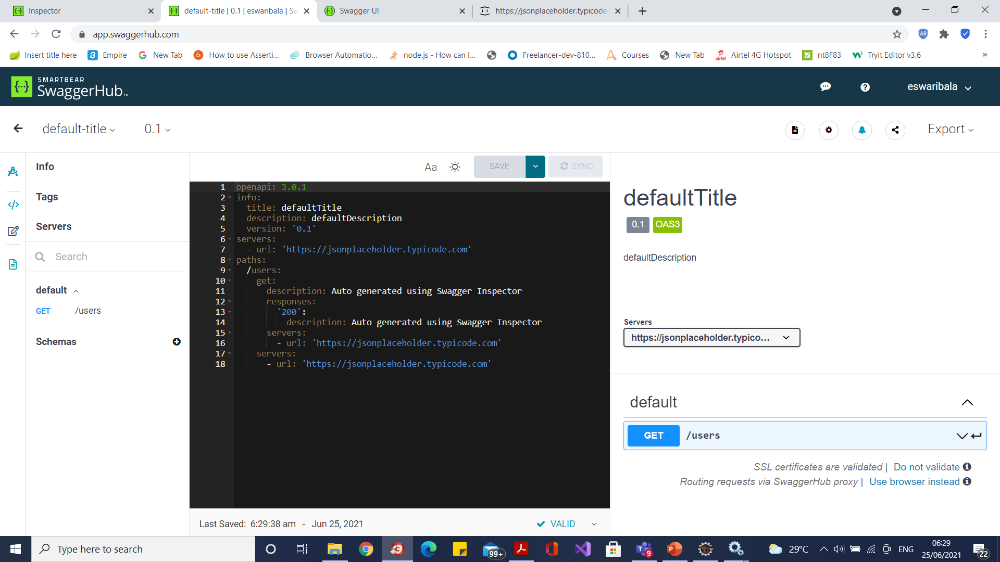 Inspector
default-title | 0.1 | eswaribala | Sw
Swagger UI
https://jsonplaceholder.typicode.
app.swaggerhub.com
AB
Insert title here
Empire
New Tab
How to use Asserti...
Browser Automatio...
node.js - How can I...
Freelancer-dev-810...
Courses
New Tab
airtel
Airtel 4G Hotspot
nt8F83
Tryit Editor v3.6
»
SMARTBEAR
SwaggerHub™
eswaribala
default-title
0.1
Export
Info
Tags
Servers
Search
default
GET /users
Schemas
Aa
SAVE
SYNC
1 openapi: 3.0.1
2 info:
3 title: defaultTitle
4 description: defaultDescription
5 version: '0.1'
6 servers:
7 - url: 'https://jsonplaceholder.typicode.com'
8 paths:
9 /users:
10 get:
11 description: Auto generated using Swagger Inspector
12 responses:
13 '200':
14 description: Auto generated using Swagger Inspector
15 servers:
16 - url: 'https://jsonplaceholder.typicode.com'
17 servers:
18 - url: 'https://jsonplaceholder.typicode.com'
Last Saved: 6:29:38 am - Jun 25, 2021
VALID
defaultTitle
0.1
OAS3
defaultDescription
Servers
https://jsonplaceholder.typico...
default
GET /users
SSL certificates are validated | Do not validate
Routing requests via SwaggerHub proxy | Use browser instead
Type here to search
99+
9
29°C
ENG
06:29
25/06/2021
22